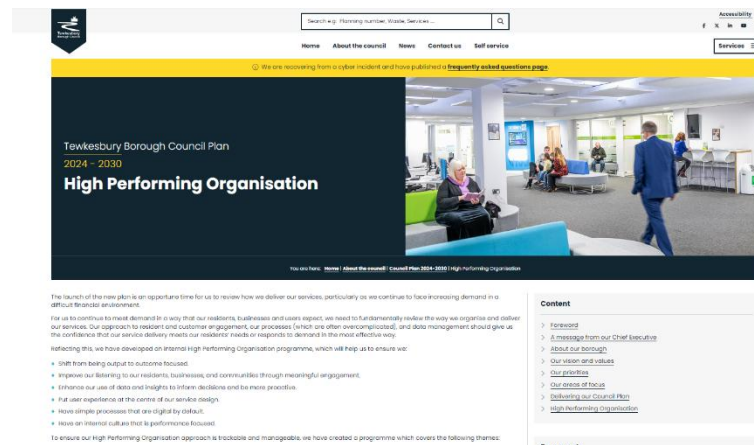 Accessibility
Search e.g. Planning number, Waste, Services ...
Tewkesbury
Borough Council
Home About the council News Contact us Self service
Services
We are recovering from a cyber incident and have published a frequently asked questions page.
Tewkesbury Borough Council Plan
2024 - 2030
High Performing Organisation
You are here: Home | About the council | Council Plan 2024-2030 | High Performing Organisation
The launch of the new plan is an opportune time for us to review how we deliver our services, particularly as we continue to face increasing demand in a
difficult financial environment.
For us to continue to meet demand in a way that our residents, businesses and users expect, we need to fundamentally review the way we organise and deliver
our services. Our approach to resident and customer engagement, our processes (which are often overcomplicated), and data management should give us
the confidence that our service delivery meets our residents' needs or responds to demand in the most effective way.
Reflecting this, we have developed an internal High Performing Organisation programme, which will help us to ensure we:
Shift from being output to outcome focused.
Improve our listening to our residents, businesses, and communities through meaningful engagement.
Enhance our use of data and insights to inform decisions and be more proactive.
Put user experience at the centre of our service design.
Have simple processes that are digital by default.
Have an internal culture that is performance focused.
To ensure our High Performing Organisation approach is trackable and manageable, we have created a programme which covers the following themes:
Content
> Foreword
> A message from our Chief Executive
> About our borough
> Our vision and values
> Our priorities
> Our areas of focus
> Delivering our Council Plan
> High Performing Organisation